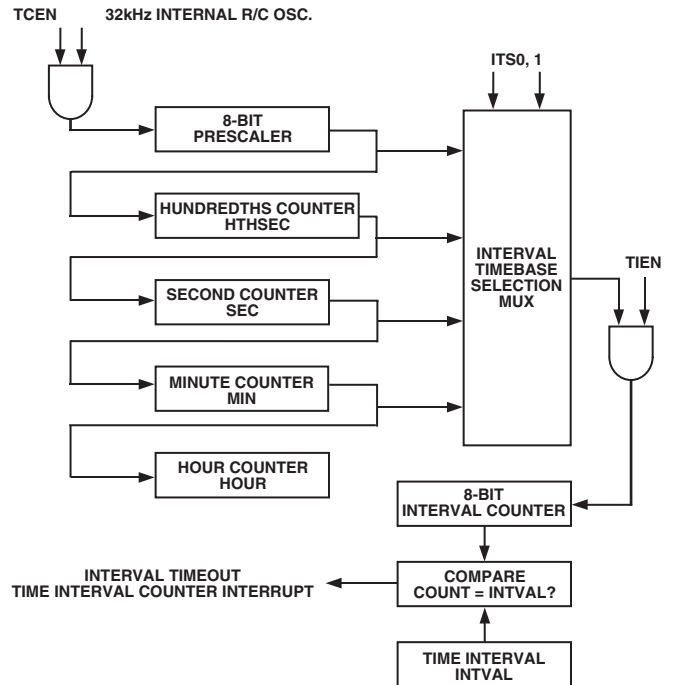 TCEN 32kHz INTERNAL R/C OSC.
ITS0, 1
8-BIT
PRESCALER
HUNDREDTHS COUNTER
HTHSEC
INTERVAL
TIMEBASE
SELECTION
MUX
TIEN
SECOND COUNTER
SEC
MINUTE COUNTER
MIN
HOUR COUNTER
HOUR
8-BIT
INTERVAL COUNTER
INTERVAL TIMEOUT
TIME INTERVAL COUNTER INTERRUPT
COMPARE
COUNT = INTVAL?
TIME INTERVAL
INTVAL